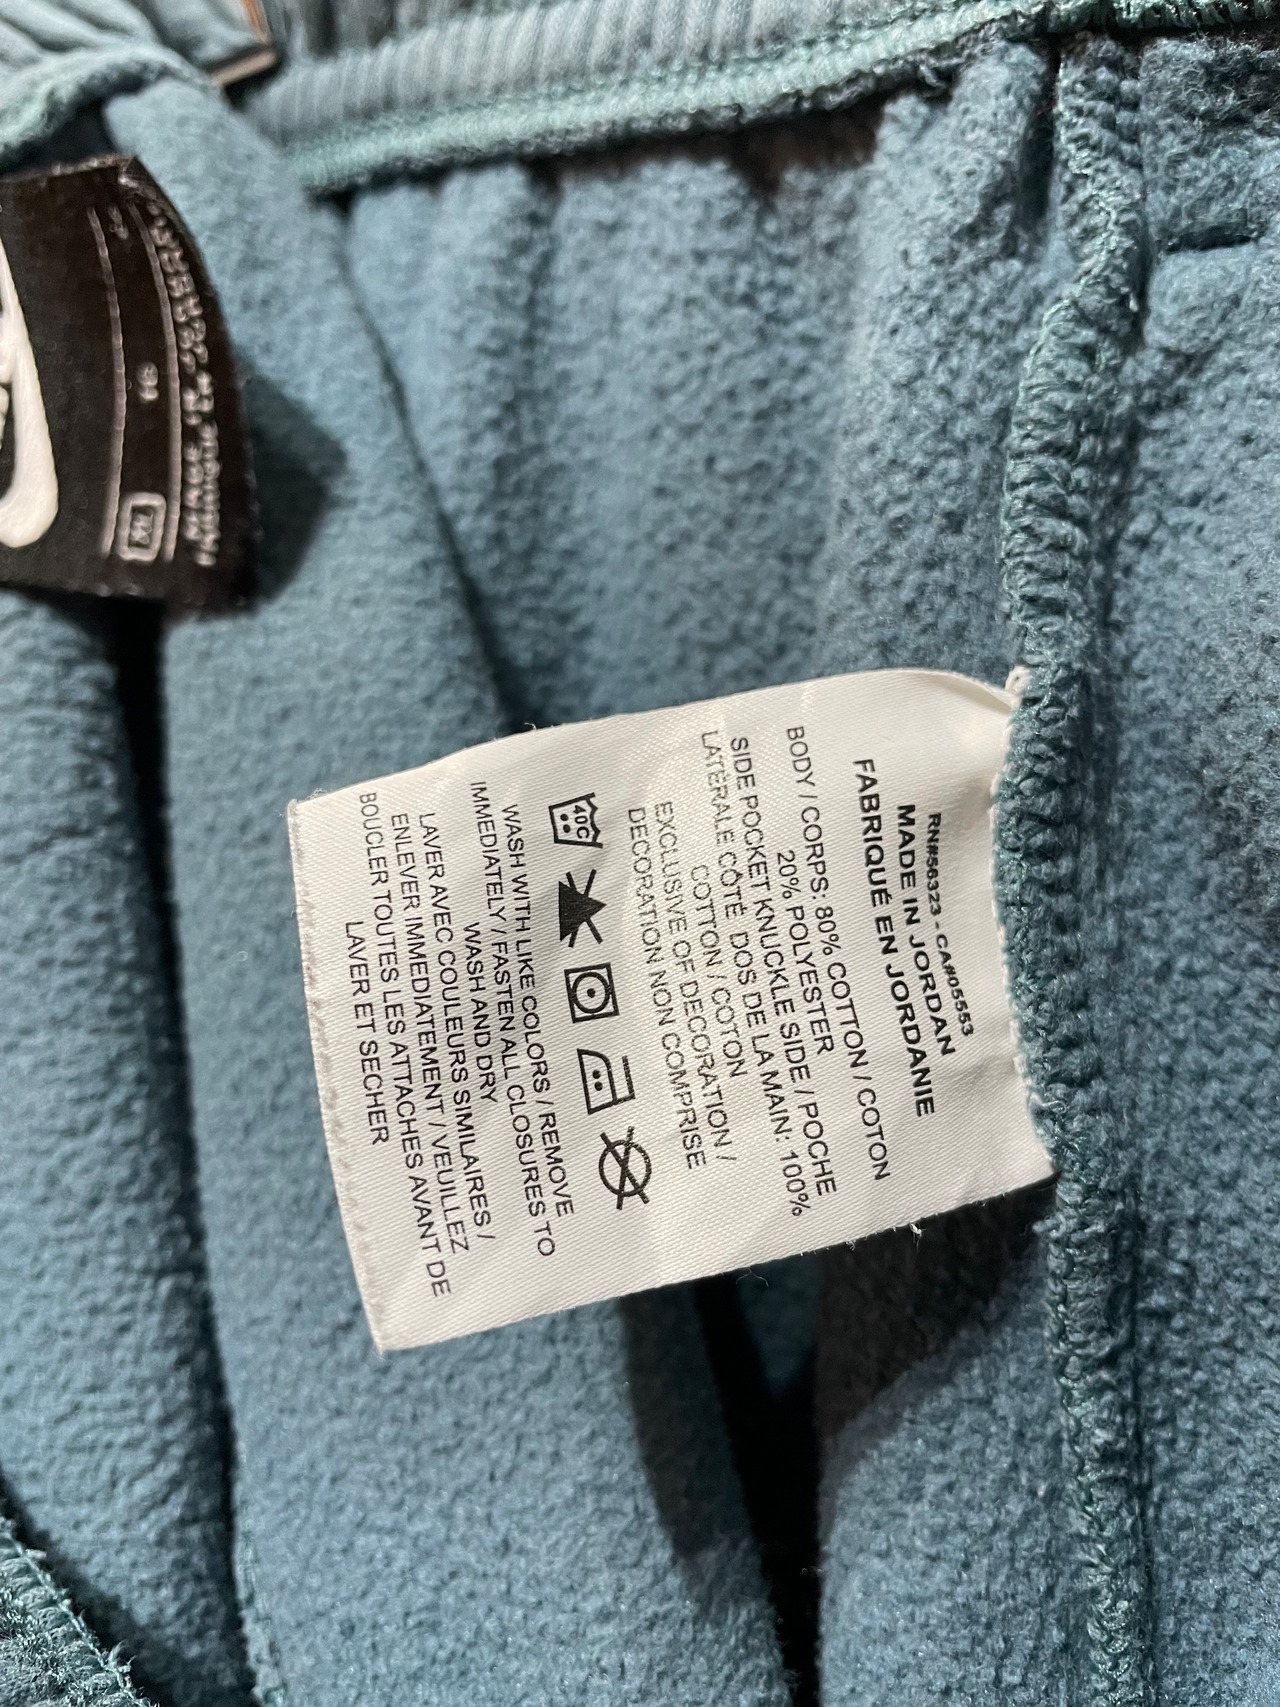 RN#56323 - CA#05553
MADE IN JORDAN
FABRIQUÉ EN JORDANIE
BODY / CORPS: 80% COTTON / COTON
20% POLYESTER
SIDE POCKET KNUCKLE SIDE / POCHE
LATÉRALE CÔTÉ DOS DE LA MAIN: 100%
COTTON / COTON
EXCLUSIVE OF DECORATION /
DECORATION NON COMPRISE
40C
WASH WITH LIKE COLORS / REMOVE
IMMEDIATELY / FASTEN ALL CLOSURES TO
WASH AND DRY
LAVER AVEC COULEURS SIMILAIRES /
ENLEVER IMMEDIATEMENT / VEUILLEZ
BOUCLER TOUTES LES ATTACHES AVANT DE
LAVER ET SECHER